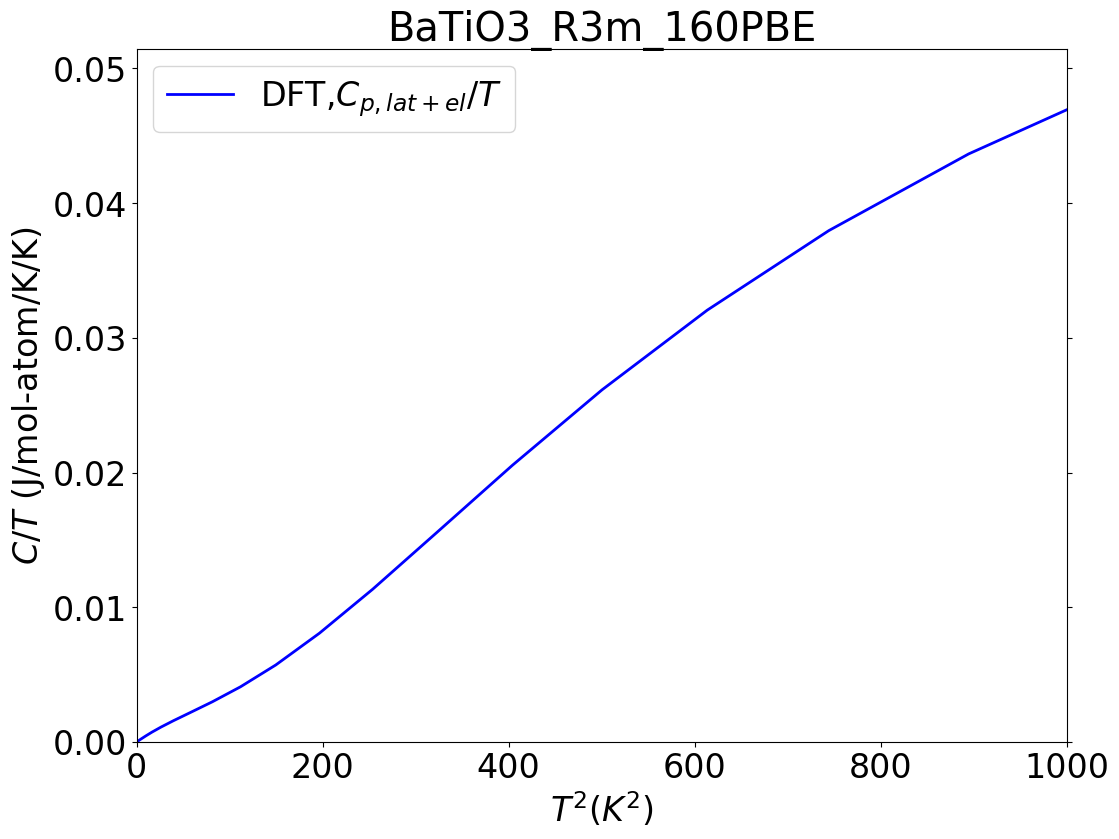 BaTiO3_R3m_160PBE
DFT,$C_{p,lat+el}/T$
C/T (J/mol-atom/K/K)
0.05
0.04
0.03
0.02
0.01
0.00
0 200 400 600 800 1000
$T^2(K^2)$